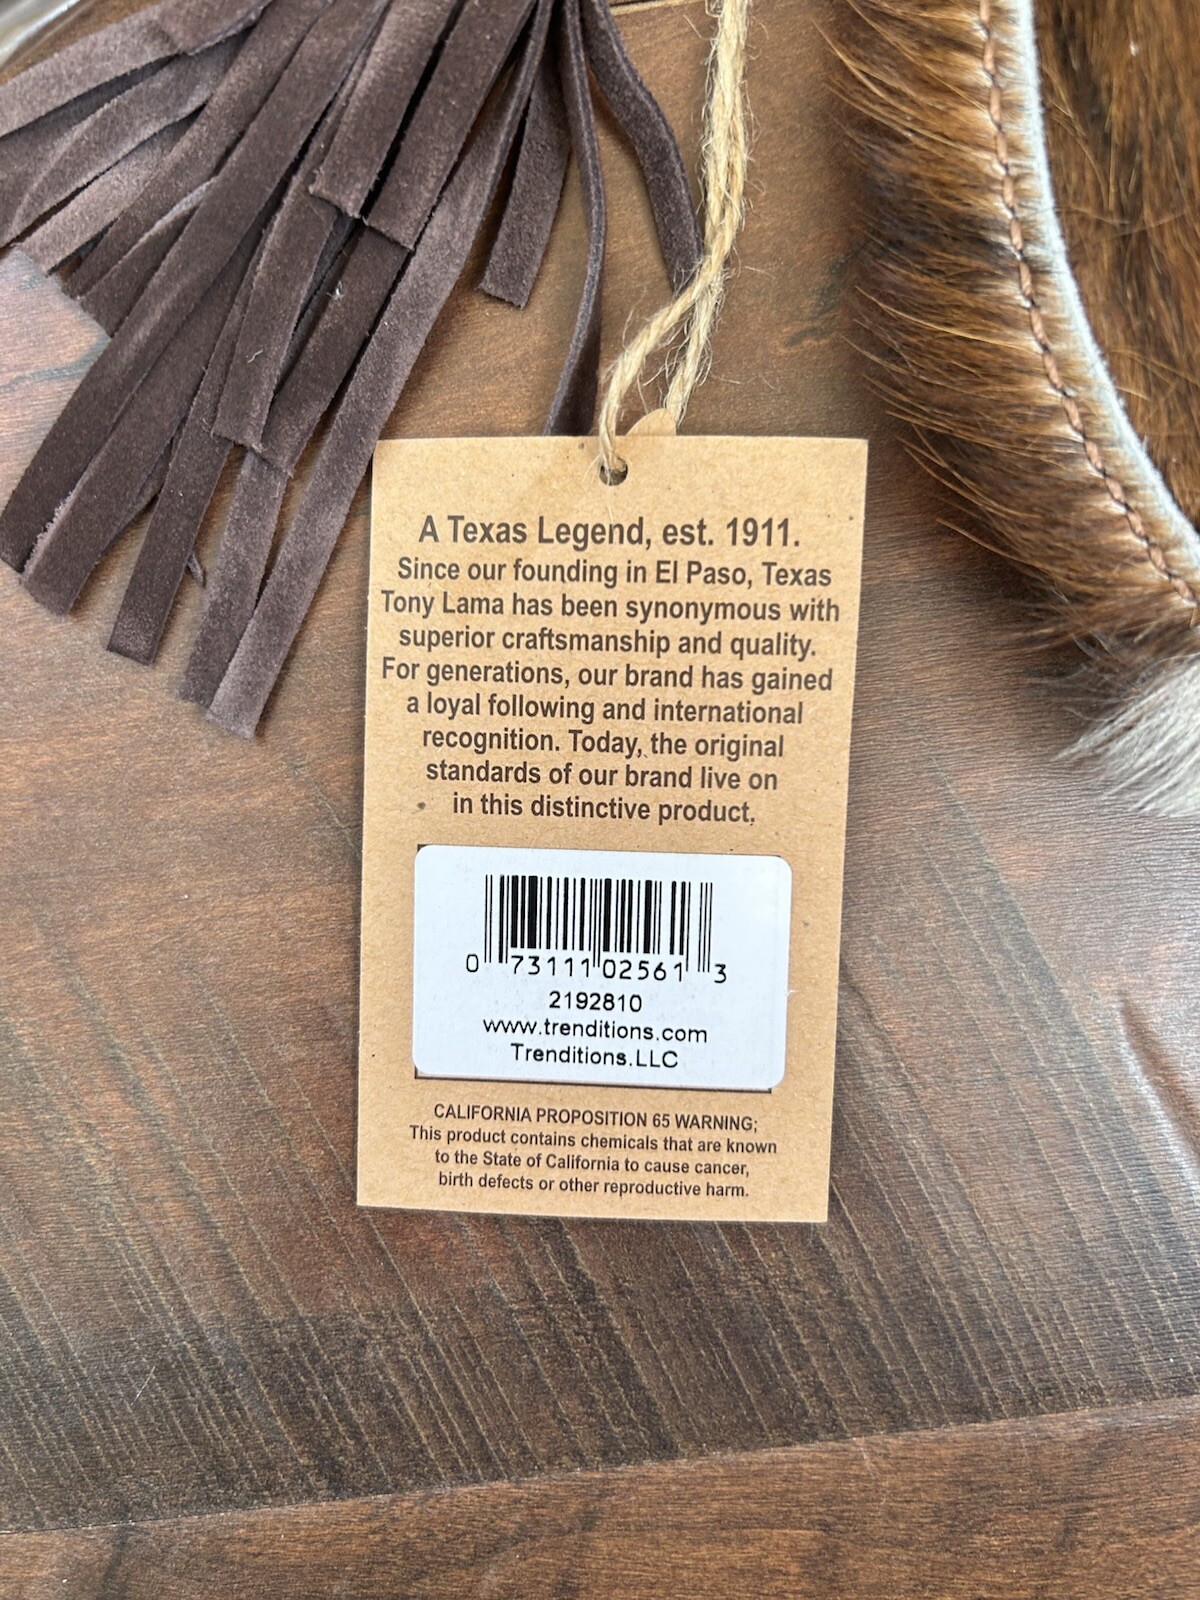 A Texas Legend, est. 1911.
Since our founding in El Paso, Texas
Tony Lama has been synonymous with
superior craftsmanship and quality.
For generations, our brand has gained
a loyal following and international
recognition. Today, the original
standards of our brand live on
in this distinctive product.
0 73111 02561 3
2192810
www.trenditions.com
Trenditions.LLC
CALIFORNIA PROPOSITION 65 WARNING;
This product contains chemicals that are known
to the State of California to cause cancer,
birth defects or other reproductive harm.